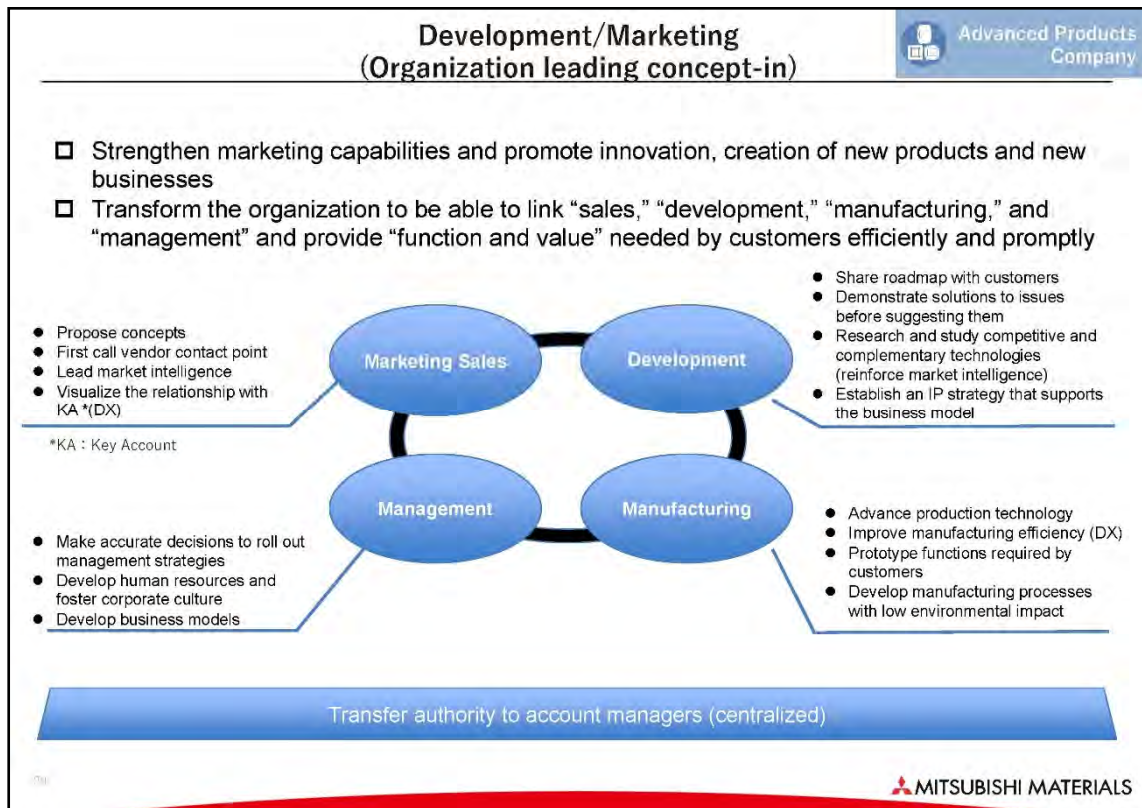 Development/Marketing
(Organization leading concept-in)
Advanced Products
Company
□ Strengthen marketing capabilities and promote innovation, creation of new products and new
businesses
□ Transform the organization to be able to link “sales,” “development,” “manufacturing,” and
“management” and provide “function and value” needed by customers efficiently and promptly
● Propose concepts
● First call vendor contact point
● Lead market intelligence
● Visualize the relationship with
KA *(DX)
*KA：Key Account
Marketing Sales
Development
● Share roadmap with customers
● Demonstrate solutions to issues
before suggesting them
● Research and study competitive and
complementary technologies
(reinforce market intelligence)
● Establish an IP strategy that supports
the business model
Management
Manufacturing
● Make accurate decisions to roll out
management strategies
● Develop human resources and
foster corporate culture
● Develop business models
● Advance production technology
● Improve manufacturing efficiency (DX)
● Prototype functions required by
customers
● Develop manufacturing processes
with low environmental impact
Transfer authority to account managers (centralized)
MITSUBISHI MATERIALS